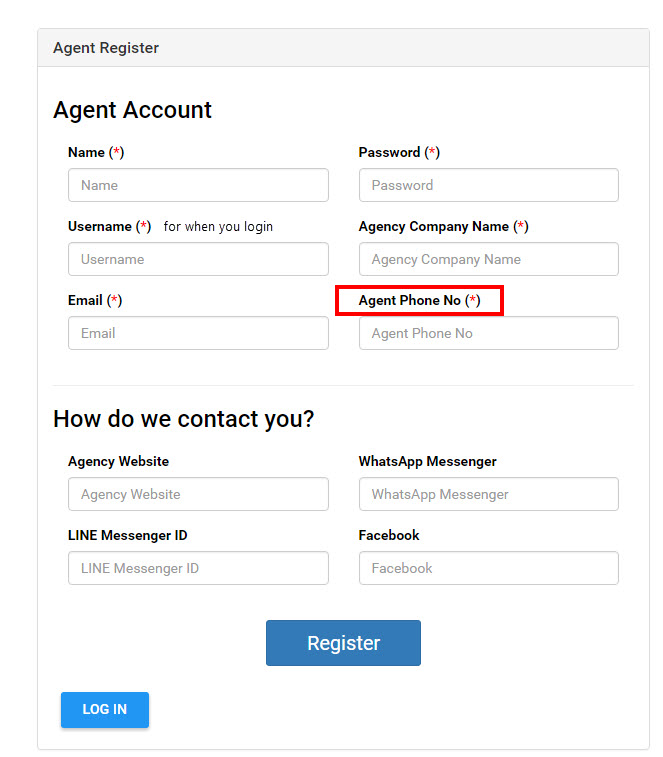 Agent Register
Agent Account
Name (*) Password (*)
Name Password
Username (*) for when you login Agency Company Name (*)
Username Agency Company Name
Email (*) Agent Phone No (*)
Email Agent Phone No
How do we contact you?
Agency Website WhatsApp Messenger
Agency Website WhatsApp Messenger
LINE Messenger ID Facebook
LINE Messenger ID Facebook
Register
LOG IN